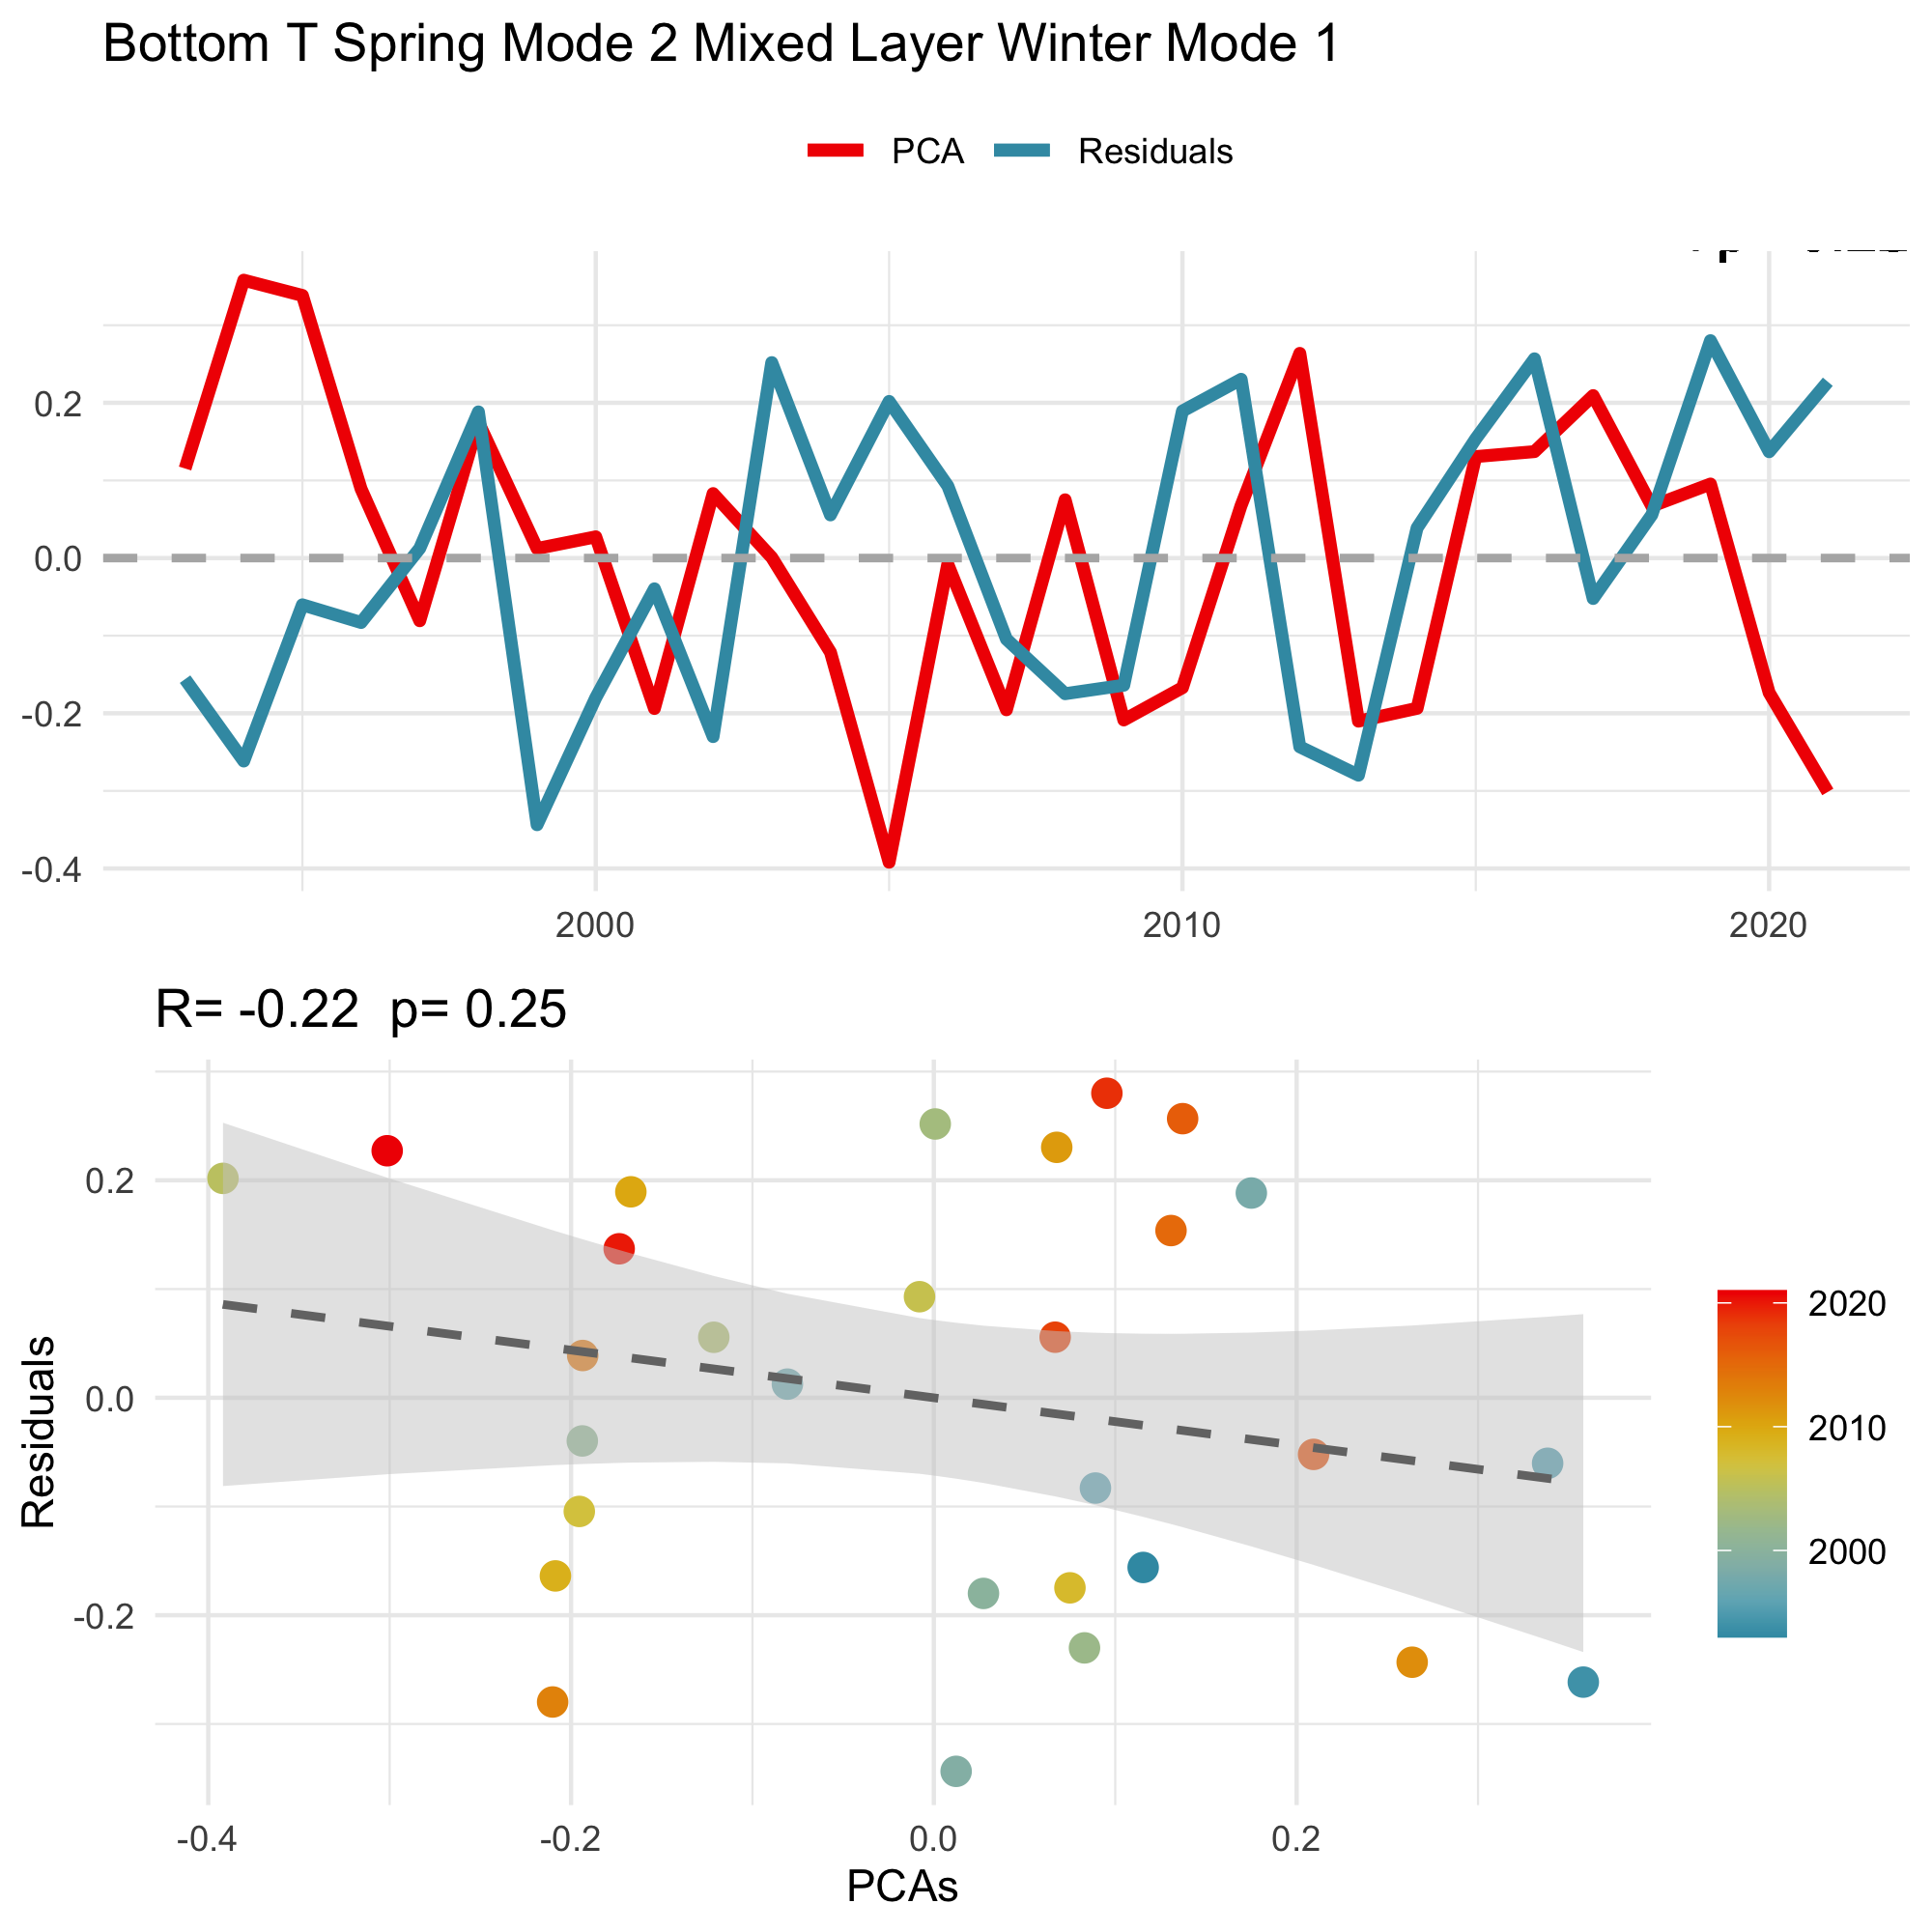 Bottom T Spring Mode 2 Mixed Layer Winter Mode 1
PCA Residuals
0.2
0.0
-0.2
-0.4
2000 2010 2020
R= -0.22 p= 0.25
Residuals
0.2
0.0
-0.2
-0.4 -0.2 0.0 0.2
PCAs
2020
2010
2000